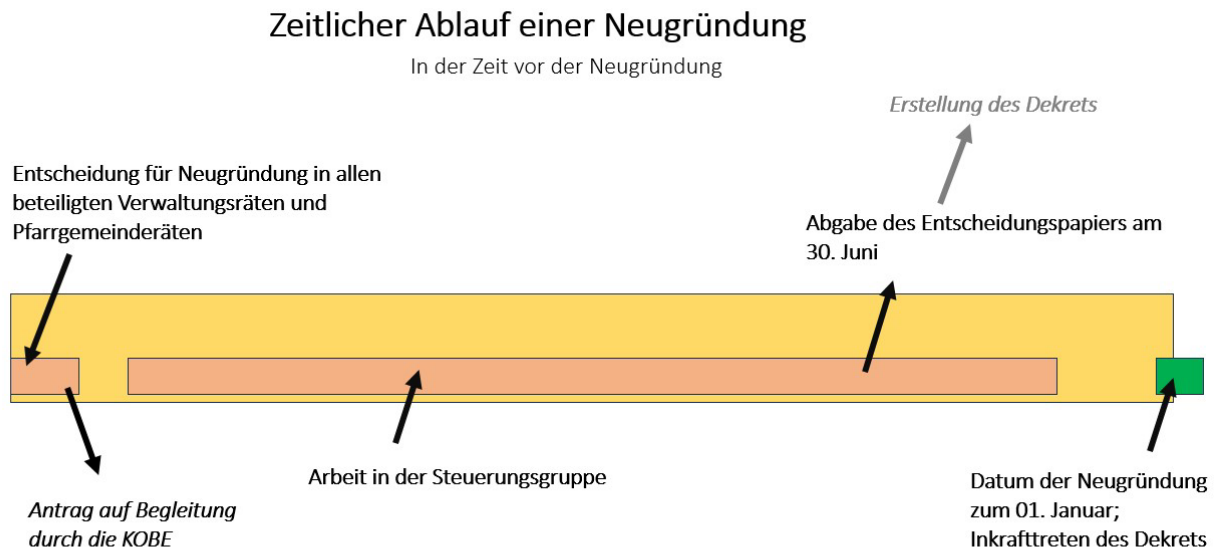 Zeitlicher Ablauf einer Neugründung
In der Zeit vor der Neugründung
Erstellung des Dekrets
Entscheidung für Neugründung in allen
beteiligten Verwaltungsräten und
Pfarrgemeinderäten
Abgabe des Entscheidungspapiers am
30. Juni
Arbeit in der Steuerungsgruppe
Antrag auf Begleitung
durch die KOBE
Datum der Neugründung
zum 01. Januar;
Inkrafttreten des Dekrets